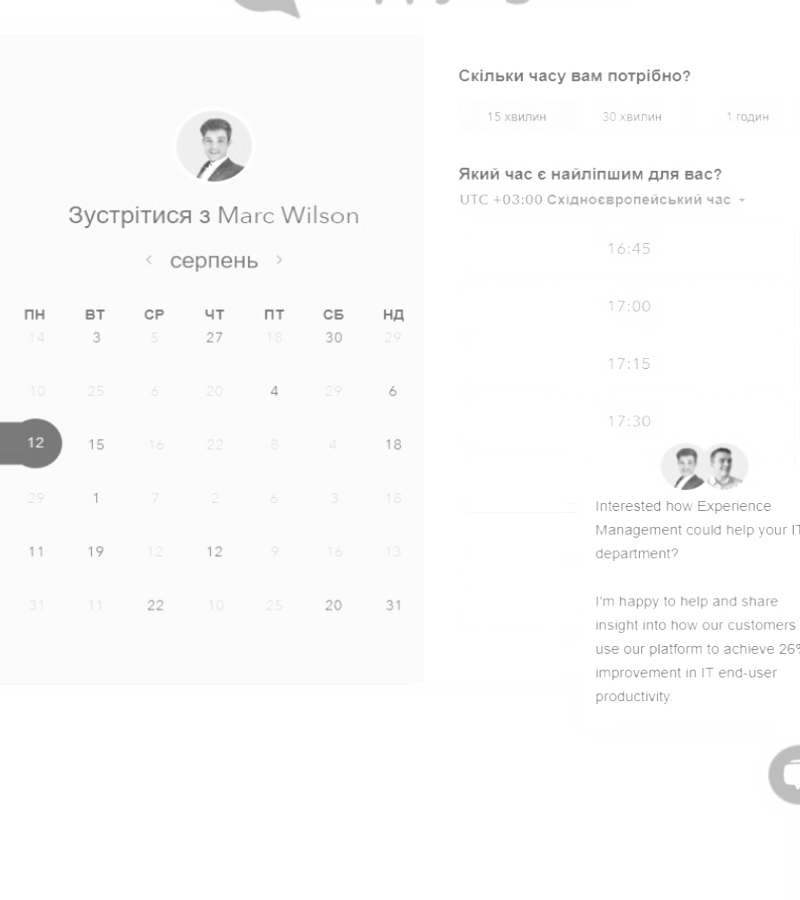 Зустрітися з Marc Wilson
серпень
ПН ВТ СР ЧТ ПТ СБ НД
14 3 5 27 18 30 29
10 25 6 20 4 29 6
12 15 16 22 8 4 18
29 1 7 2 6 3 18
11 19 12 12 9 16 13
31 11 22 10 25 20 31
Скільки часу вам потрібно?
15 хвилин 30 хвилин 1 годин
Який час є найліпшим для вас?
UTC +03:00 Східноєвропейський час
16:45
17:00
17:15
17:30
Interested how Experience
Management could help your IT
department?
I'm happy to help and share
insight into how our customers
use our platform to achieve 26%
improvement in IT end-user
productivity.